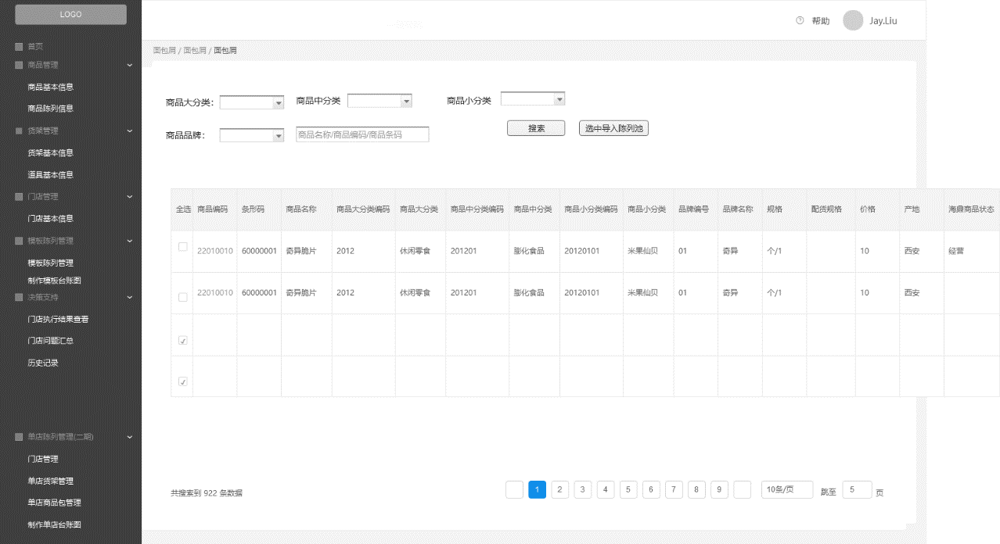 LOGO
帮助 Jay.Liu
面包屑 / 面包屑 / 面包屑
首页
商品管理
商品基本信息
商品陈列信息
货架管理
货架基本信息
道具基本信息
门店管理
门店基本信息
模板陈列管理
模板陈列管理
制作模板台账图
决策支持
门店执行结果查看
门店问题汇总
历史记录
单店陈列管理(二期)
门店管理
单店货架管理
单店商品包管理
制作单店台账图
商品大分类： 商品中分类 商品小分类
商品品牌： 商品名称/商品编码/商品条码 搜索 选中导入陈列池
全选 商品编码 条形码 商品名称 商品大分类编码 商品大分类 商品中分类编码 商品中分类 商品小分类编码 商品小分类 品牌编号 品牌名称 规格 配货规格 价格 产地 海鼎商品状态
22010010 60000001 奇异脆片 2012 休闲零食 201201 膨化食品 20120101 米果仙贝 01 奇异 个/1 10 西安 经营
22010010 60000001 奇异脆片 2012 休闲零食 201201 膨化食品 20120101 米果仙贝 01 奇异 个/1 10 西安
共搜索到 922 条数据 1 2 3 4 5 6 7 8 9 10条/页 跳至 5 页